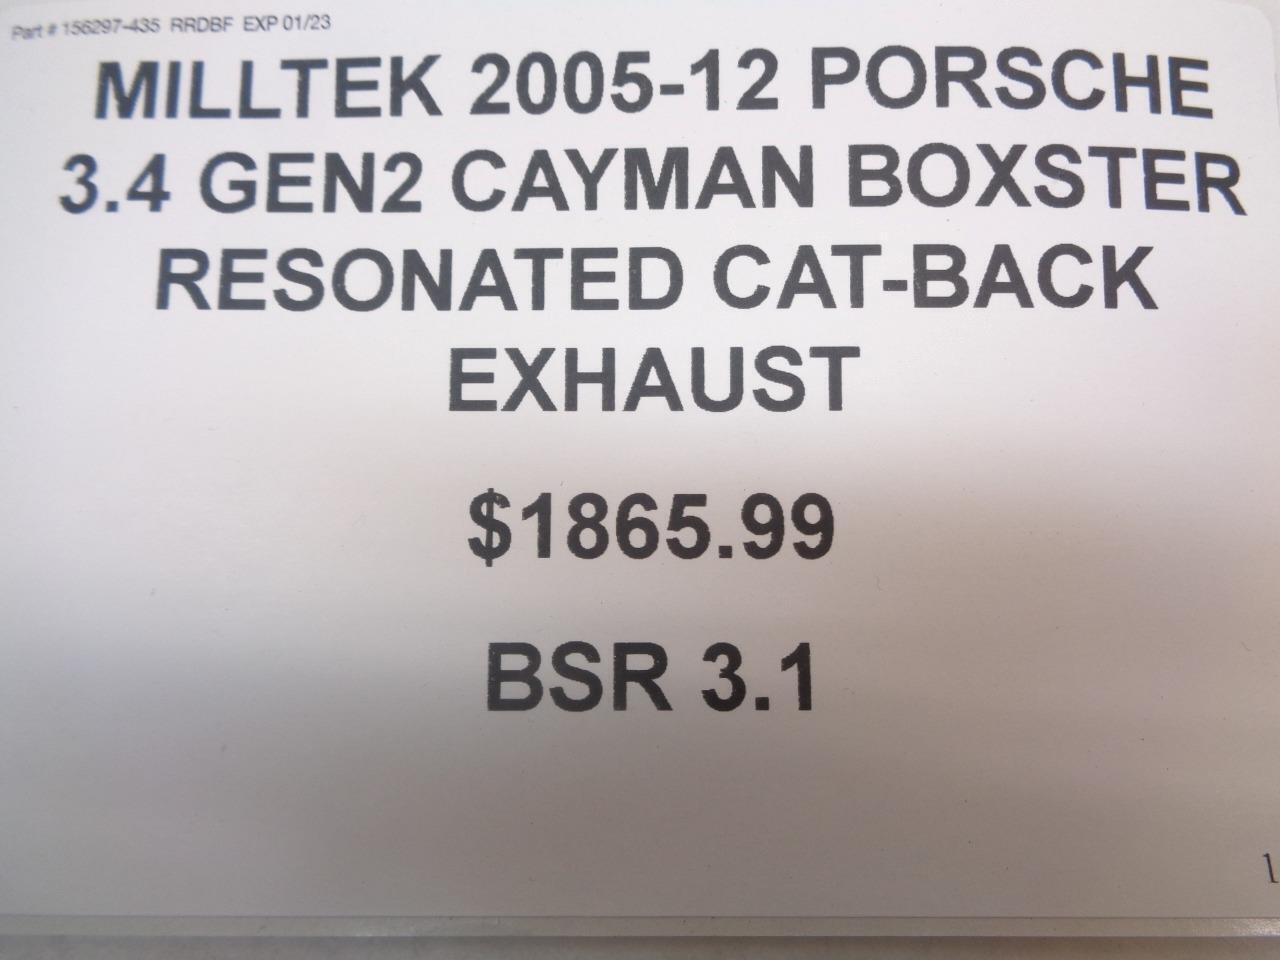 Part # 156297-435 RRDBF EXP 01/23
MILLTEK 2005-12 PORSCHE
3.4 GEN2 CAYMAN BOXSTER
RESONATED CAT-BACK
EXHAUST
$1865.99
BSR 3.1
1